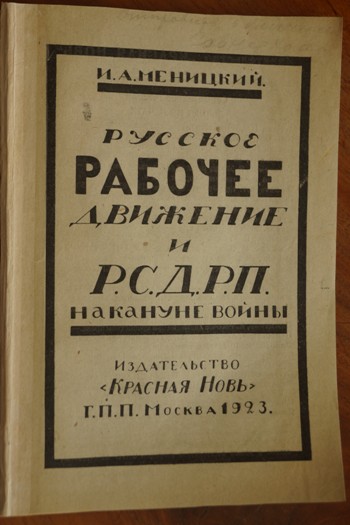 И.А.МЕНИЦКИЙ.
РУССКОЕ
РАБОЧЕЕ
ДВИЖЕНИЕ
И
Р.С.Д.Р.П.
НАКАНУНЕ ВОЙНЫ
ИЗДАТЕЛЬСТВО
«КРАСНАЯ НОВЬ»
Г.П.П. МОСКВА 1923.